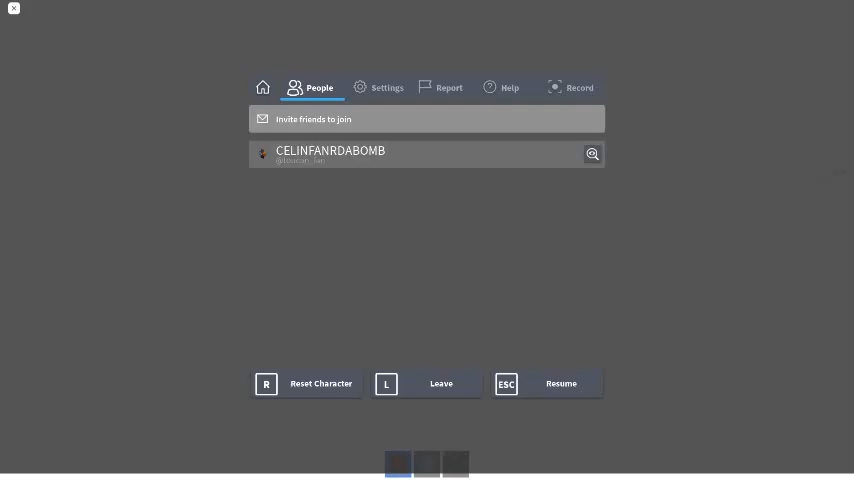 People
Settings
Report
Help
Record
Invite friends to join
CELINFANRDABOMB
R
Reset Character
L
Leave
ESC
Resume